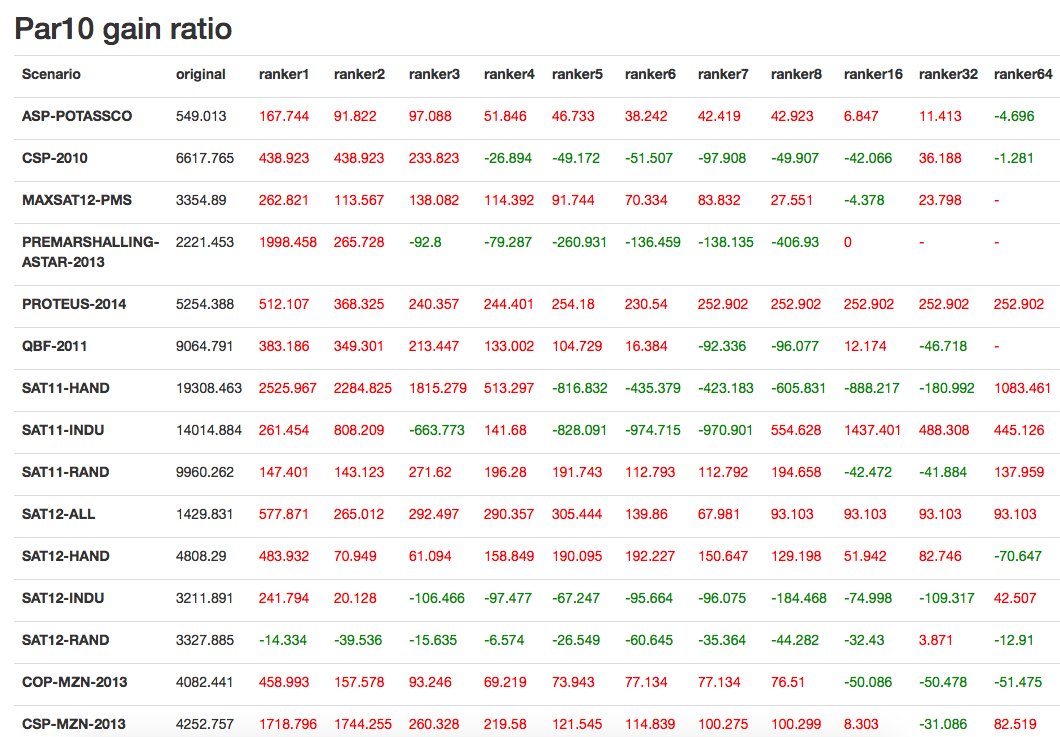 Par10 gain ratio
Scenario original ranker1 ranker2 ranker3 ranker4 ranker5 ranker6 ranker7 ranker8 ranker16 ranker32 ranker64
ASP-POTASSCO 549.013 167.744 91.822 97.088 51.846 46.733 38.242 42.419 42.923 6.847 11.413 -4.696
CSP-2010 6617.765 438.923 438.923 233.823 -26.894 -49.172 -51.507 -97.908 -49.907 -42.066 36.188 -1.281
MAXSAT12-PMS 3354.89 262.821 113.567 138.082 114.392 91.744 70.334 83.832 27.551 -4.378 23.798 -
PREMARSHALLING- 2221.453 1998.458 265.728 -92.8 -79.287 -260.931 -136.459 -138.135 -406.93 0 - -
ASTAR-2013
PROTEUS-2014 5254.388 512.107 368.325 240.357 244.401 254.18 230.54 252.902 252.902 252.902 252.902 252.902
QBF-2011 9064.791 383.186 349.301 213.447 133.002 104.729 16.384 -92.336 -96.077 12.174 -46.718 -
SAT11-HAND 19308.463 2525.967 2284.825 1815.279 513.297 -816.832 -435.379 -423.183 -605.831 -888.217 -180.992 1083.461
SAT11-INDU 14014.884 261.454 808.209 -663.773 141.68 -828.091 -974.715 -970.901 554.628 1437.401 488.308 445.126
SAT11-RAND 9960.262 147.401 143.123 271.62 196.28 191.743 112.793 112.792 194.658 -42.472 -41.884 137.959
SAT12-ALL 1429.831 577.871 265.012 292.497 290.357 305.444 139.86 67.981 93.103 93.103 93.103 93.103
SAT12-HAND 4808.29 483.932 70.949 61.094 158.849 190.095 192.227 150.647 129.198 51.942 82.746 -70.647
SAT12-INDU 3211.891 241.794 20.128 -106.466 -97.477 -67.247 -95.664 -96.075 -184.468 -74.998 -109.317 42.507
SAT12-RAND 3327.885 -14.334 -39.536 -15.635 -6.574 -26.549 -60.645 -35.364 -44.282 -32.43 3.871 -12.91
COP-MZN-2013 4082.441 458.993 157.578 93.246 69.219 73.943 77.134 77.134 76.51 -50.086 -50.478 -51.475
CSP-MZN-2013 4252.757 1718.796 1744.255 260.328 219.58 121.545 114.839 100.275 100.299 8.303 -31.086 82.519